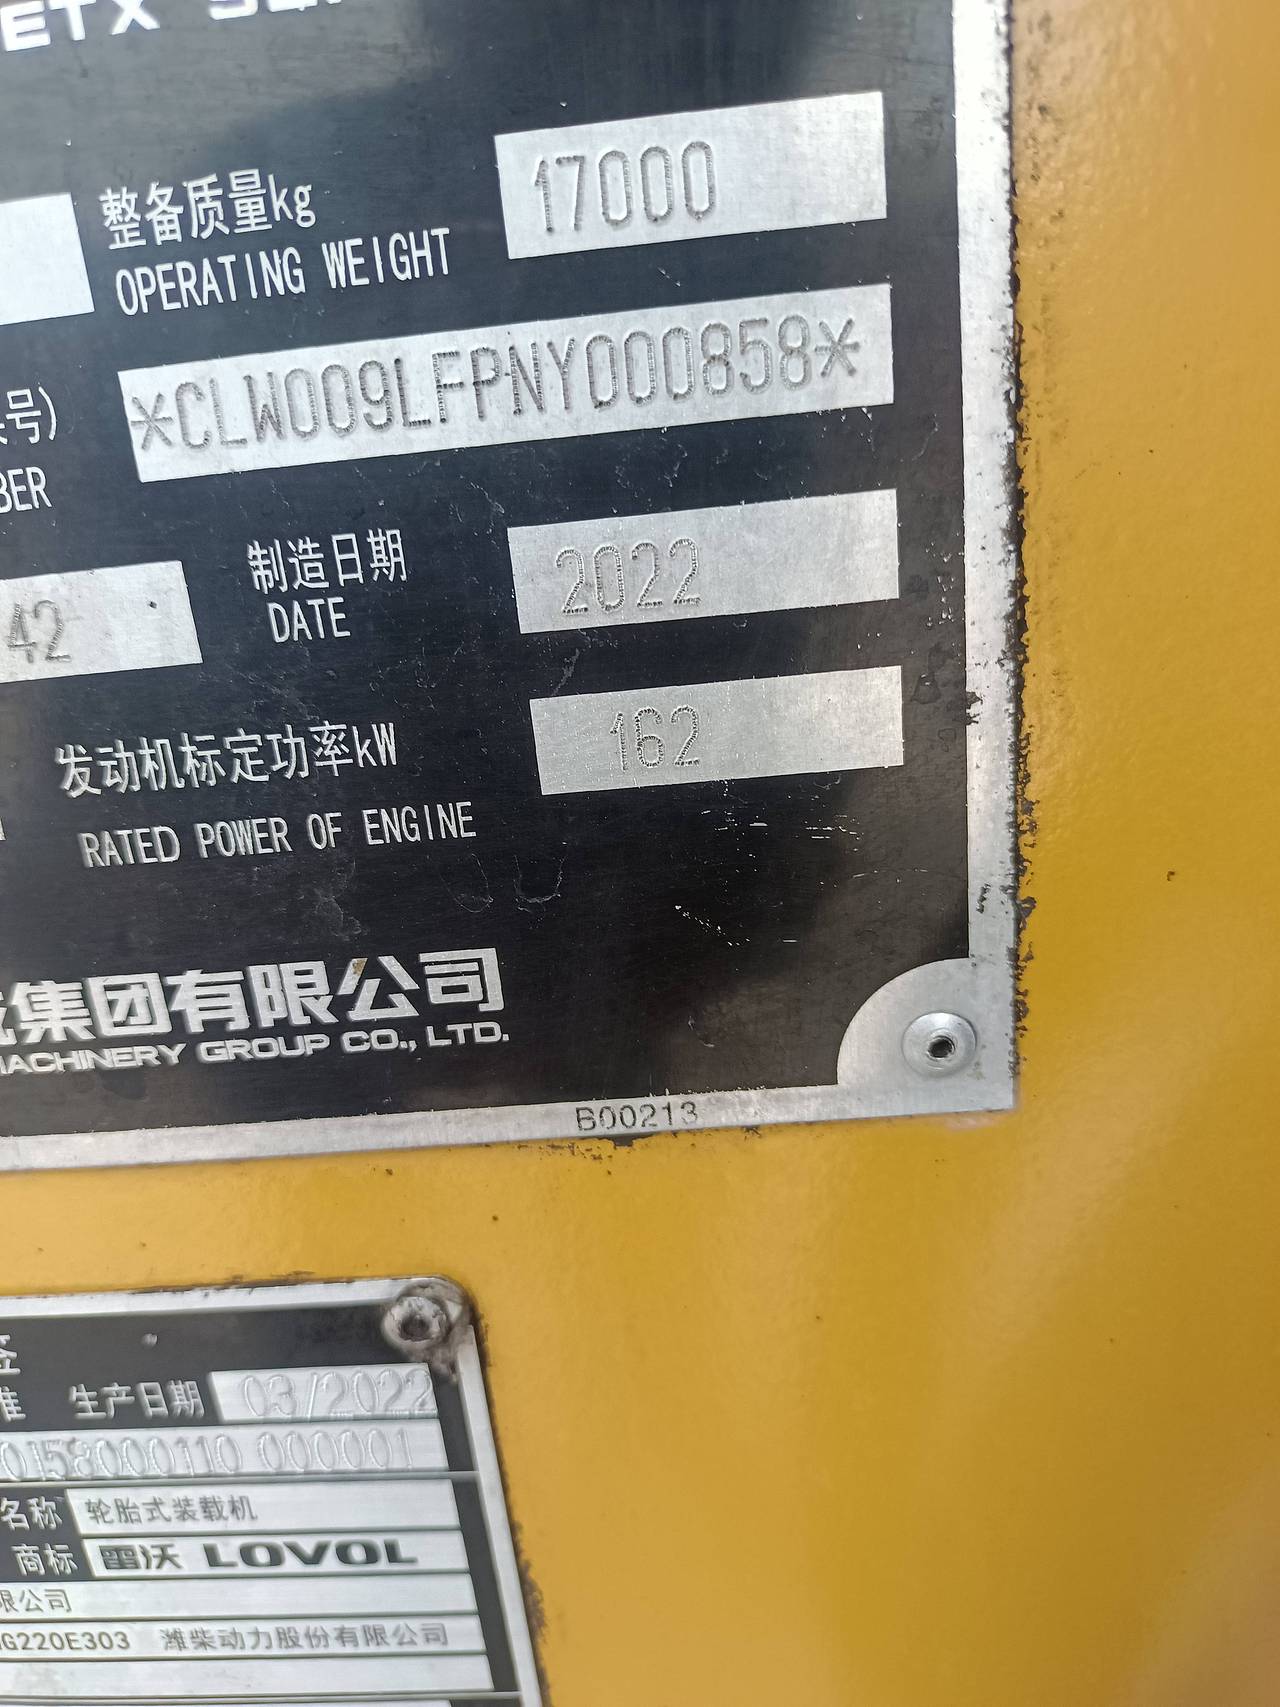 整备质量kg
17000
OPERATING WEIGHT
号)
*CLW009LFPNY000858*
BER
制造日期
2022
DATE
42
发动机标定功率kW
162
RATED POWER OF ENGINE
集团有限公司
MACHINERY GROUP CO., LTD.
B00213
生产日期 03/2022
0158000110 000001
名称 轮胎式装载机
商标 雷沃 LOVOL
限公司
G220E303 潍柴动力股份有限公司